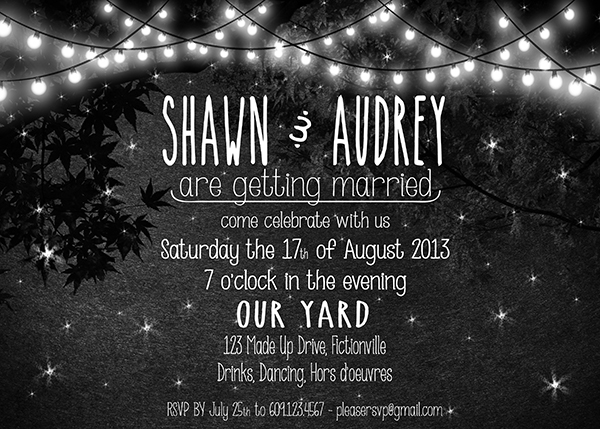 SHAWN & AUDREY
are getting married
come celebrate with us
Saturday the 17th of August 2013
7 o'clock in the evening
OUR YARD
123 Made Up Drive, Fictionville
Drinks, Dancing, Hors d'oeuvres
RSVP BY July 25th to 609.123.4567 - pleasersvp@gmail.com